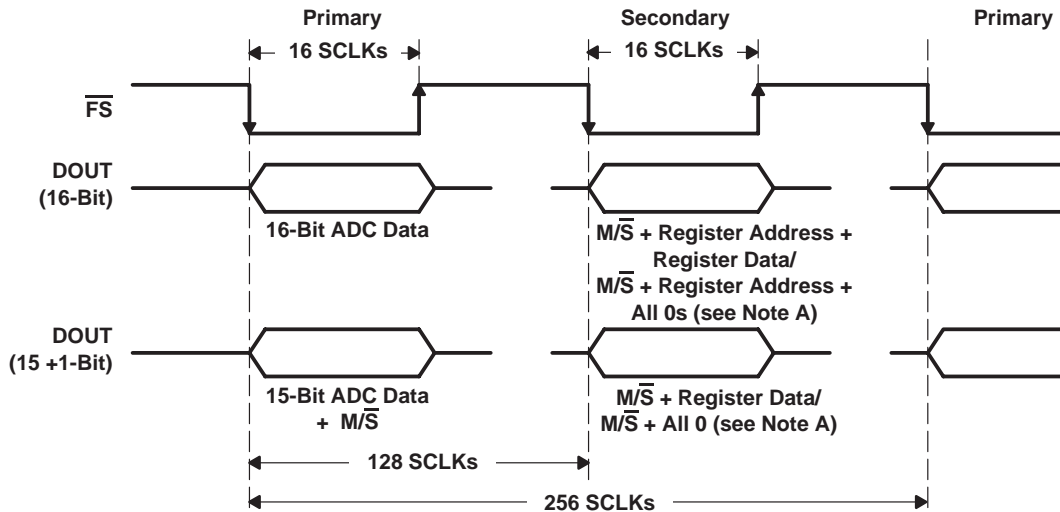 Primary Secondary Primary
16 SCLKs 16 SCLKs
F̅S̅
DOUT
(16-Bit)
16-Bit ADC Data
M/S̅ + Register Address +
Register Data/
M/S̅ + Register Address +
All 0s (see Note A)
DOUT
(15 +1-Bit)
15-Bit ADC Data
+ M/S̅
M/S̅ + Register Data/
M/S̅ + All 0 (see Note A)
128 SCLKs
256 SCLKs